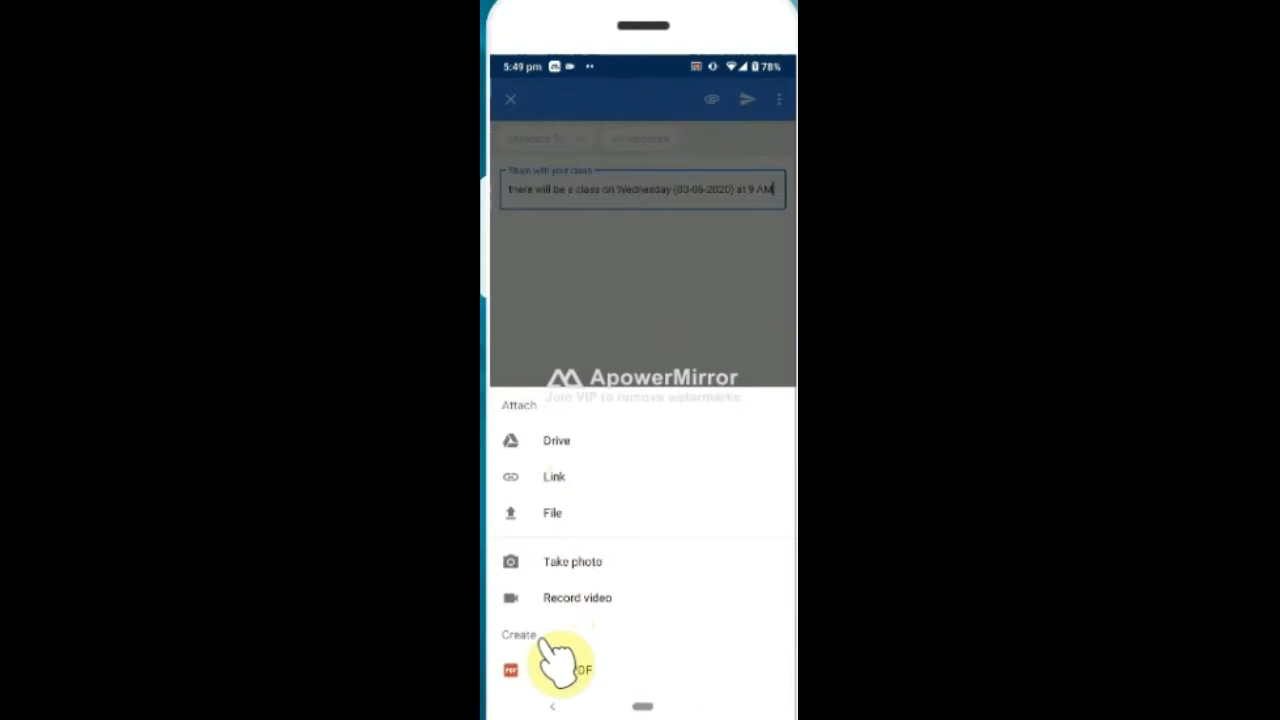 5:49 pm
78%
Share with your class
there will be a class on Wednesday (03-06-2020) at 9 AM
ApowerMirror
Join VIP to remove watermarks
Attach
Drive
Link
File
Take photo
Record video
Create
PDF